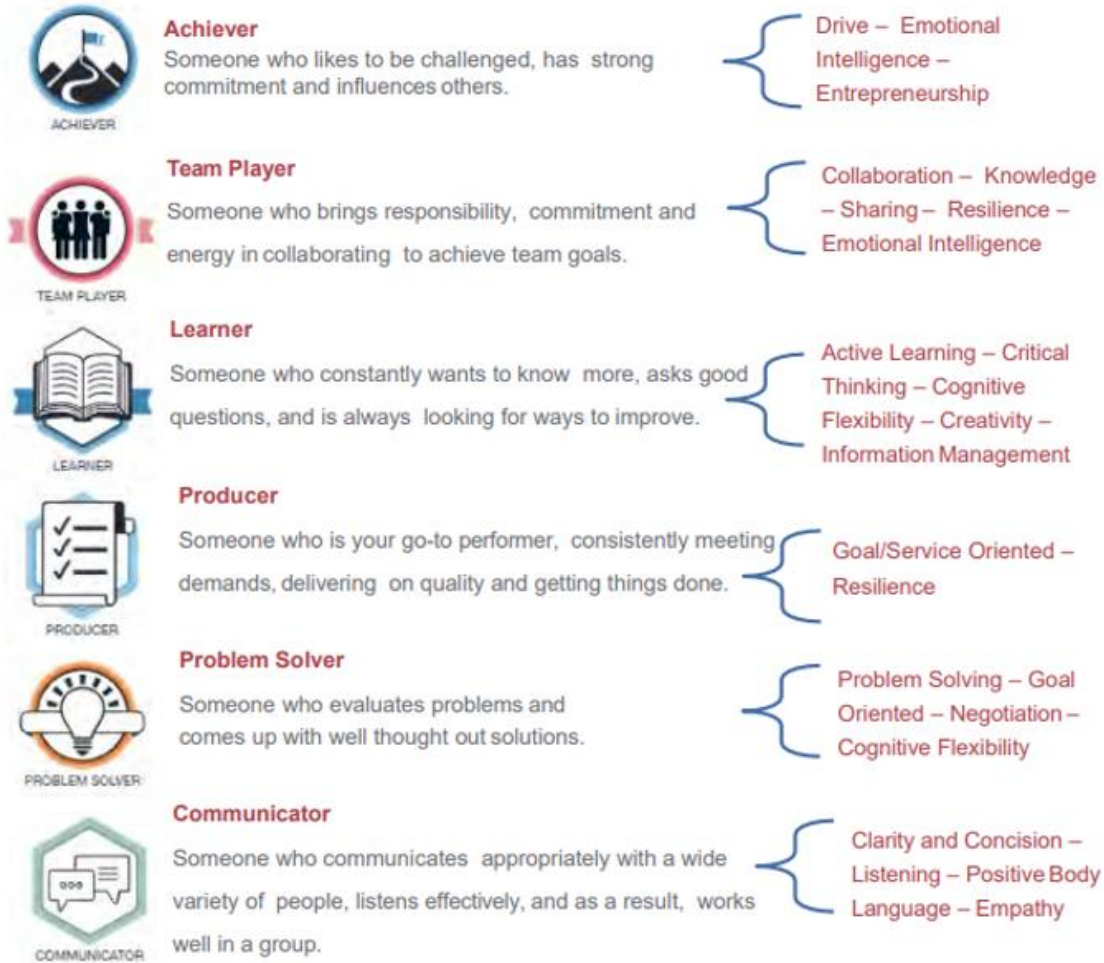 Achiever
Someone who likes to be challenged, has strong
commitment and influences others.
Drive – Emotional
Intelligence –
Entrepreneurship
ACHIEVER
Team Player
Someone who brings responsibility, commitment and
energy in collaborating to achieve team goals.
Collaboration – Knowledge
– Sharing – Resilience –
Emotional Intelligence
TEAM PLAYER
Learner
Someone who constantly wants to know more, asks good
questions, and is always looking for ways to improve.
Active Learning – Critical
Thinking – Cognitive
Flexibility – Creativity –
Information Management
LEARNER
Producer
Someone who is your go-to performer, consistently meeting
demands, delivering on quality and getting things done.
Goal/Service Oriented –
Resilience
PRODUCER
Problem Solver
Someone who evaluates problems and
comes up with well thought out solutions.
Problem Solving – Goal
Oriented – Negotiation –
Cognitive Flexibility
PROBLEM SOLVER
Communicator
Someone who communicates appropriately with a wide
variety of people, listens effectively, and as a result, works
well in a group.
Clarity and Concision –
Listening – Positive Body
Language – Empathy
COMMUNICATOR